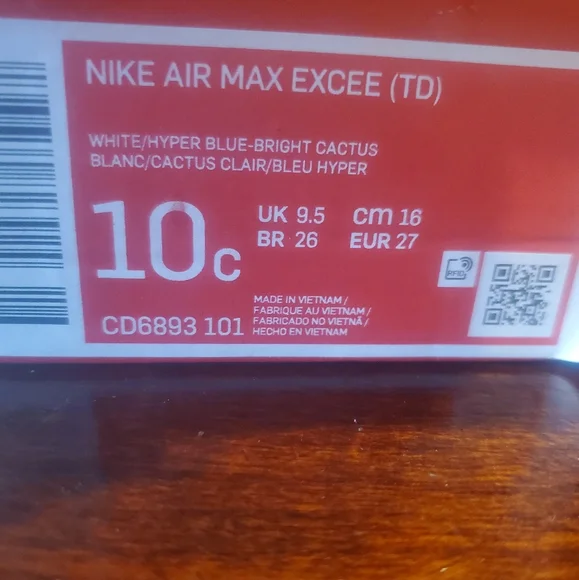 NIKE AIR MAX EXCEE (TD)
WHITE/HYPER BLUE-BRIGHT CACTUS
BLANC/CACTUS CLAIR/BLEU HYPER
10C
UK 9.5 cm 16
BR 26 EUR 27
RFID
CD6893 101
MADE IN VIETNAM /
FABRIQUE AU VIETNAM /
FABRICADO NO VIETNÃ /
HECHO EN VIETNAM